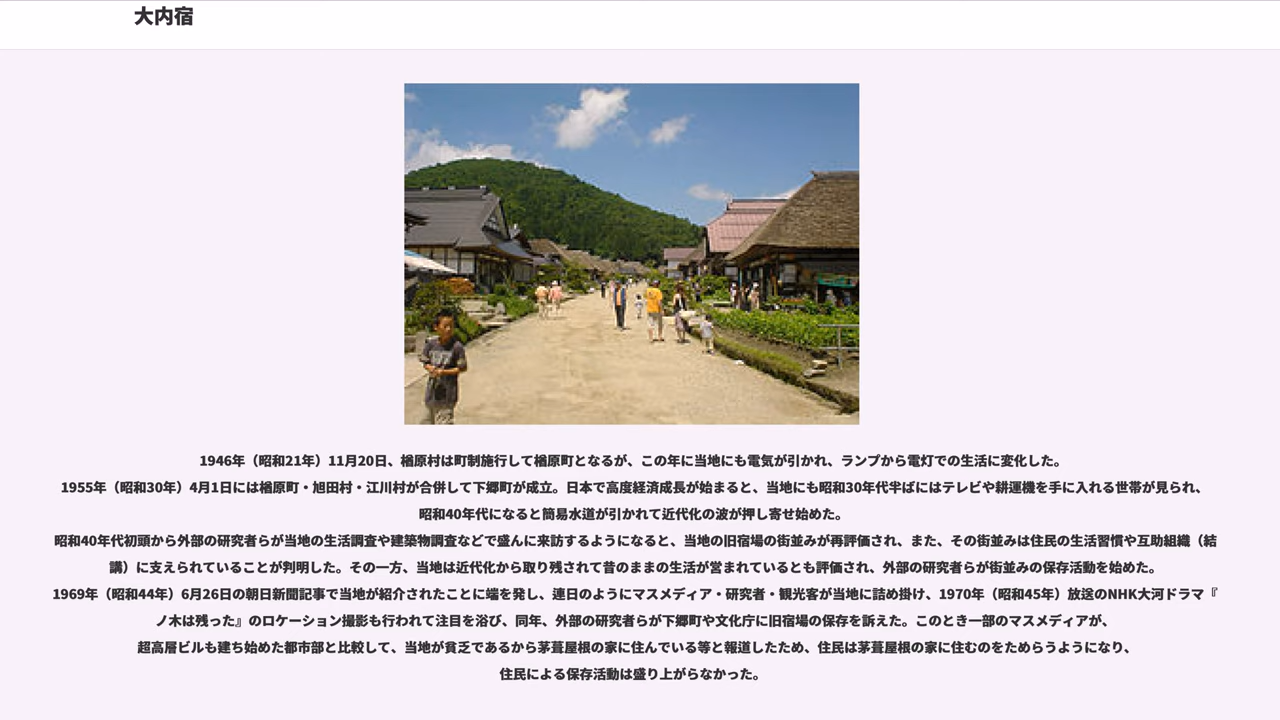 大内宿
1946年（昭和21年）11月20日、楢原村は町制施行して楢原町となるが、この年に当地にも電気が引かれ、ランプから電灯での生活に変化した。
1955年（昭和30年）4月1日には楢原町・旭田村・江川村が合併して下郷町が成立。日本で高度経済成長が始まると、当地にも昭和30年代半ばにはテレビや耕運機を手に入れる世帯が見られ、
昭和40年代になると簡易水道が引かれて近代化の波が押し寄せ始めた。
昭和40年代初頭から外部の研究者らが当地の生活調査や建築物調査などで盛んに来訪するようになると、当地の旧宿場の街並みが再評価され、また、その街並みは住民の生活習慣や互助組織（結
講）に支えられていることが判明した。その一方、当地は近代化から取り残されて昔のままの生活が営まれているとも評価され、外部の研究者らが街並みの保存活動を始めた。
1969年（昭和44年）6月26日の朝日新聞記事で当地が紹介されたことに端を発し、連日のようにマスメディア・研究者・観光客が当地に詰め掛け、1970年（昭和45年）放送のNHK大河ドラマ『
ノ木は残った』のロケーション撮影も行われて注目を浴び、同年、外部の研究者らが下郷町や文化庁に旧宿場の保存を訴えた。このとき一部のマスメディアが、
超高層ビルも建ち始めた都市部と比較して、当地が貧乏であるから茅葺屋根の家に住んでいる等と報道したため、住民は茅葺屋根の家に住むのをためらうようになり、
住民による保存活動は盛り上がらなかった。